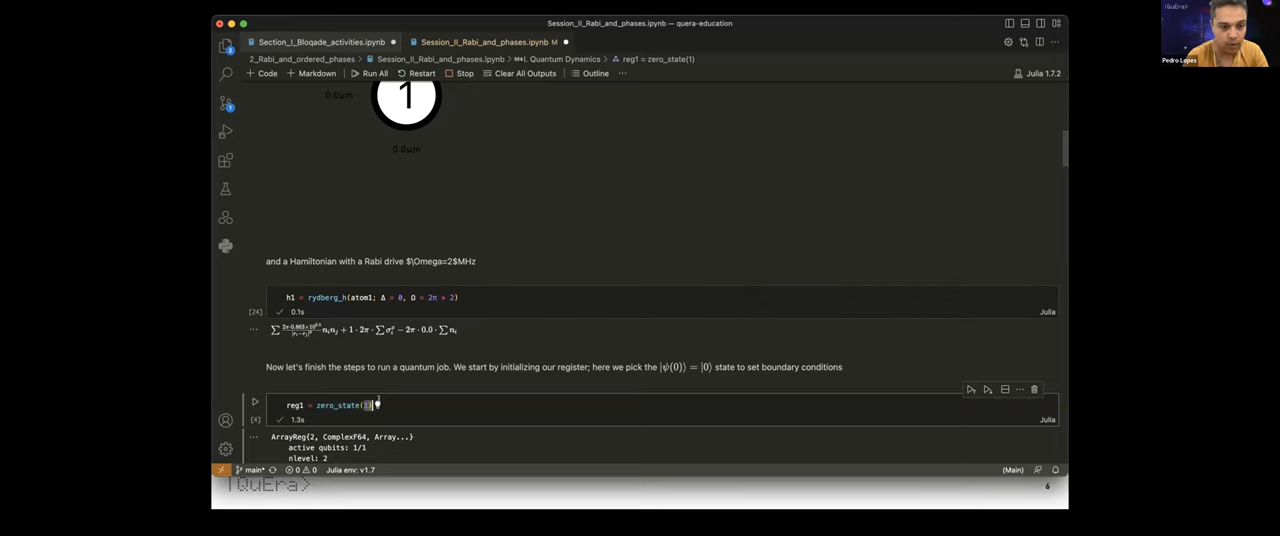 Session_II_Rabi_and_phases.ipynb — quera-education
|QuEra>
Pedro Lopes
Section_I_Bloqade_activities.ipynb
Session_II_Rabi_and_phases.ipynb M
2_Rabi_and_ordered_phases > Session_II_Rabi_and_phases.ipynb > M↓ I. Quantum Dynamics > reg1 = zero_state(1)
+ Code + Markdown Run All Restart Stop Clear All Outputs Outline ...
Julia 1.7.2
2
0.0μm
1
1
0.0μm
and a Hamiltonian with a Rabi drive $\Omega=2$MHz
h1 = rydberg_h(atom1; Δ = 0, Ω = 2π * 2)
[24] ✓ 0.1s Julia
Now let's finish the steps to run a quantum job. We start by initializing our register; here we pick the |ψ(0)⟩ = |0⟩ state to set boundary conditions
reg1 = zero_state(1)
[4] ✓ 1.3s Julia
ArrayReg{2, ComplexF64, Array...}
active qubits: 1/1
nlevel: 2
main* 0 0 Julia env: v1.7 (Main)
|QuEra>
6